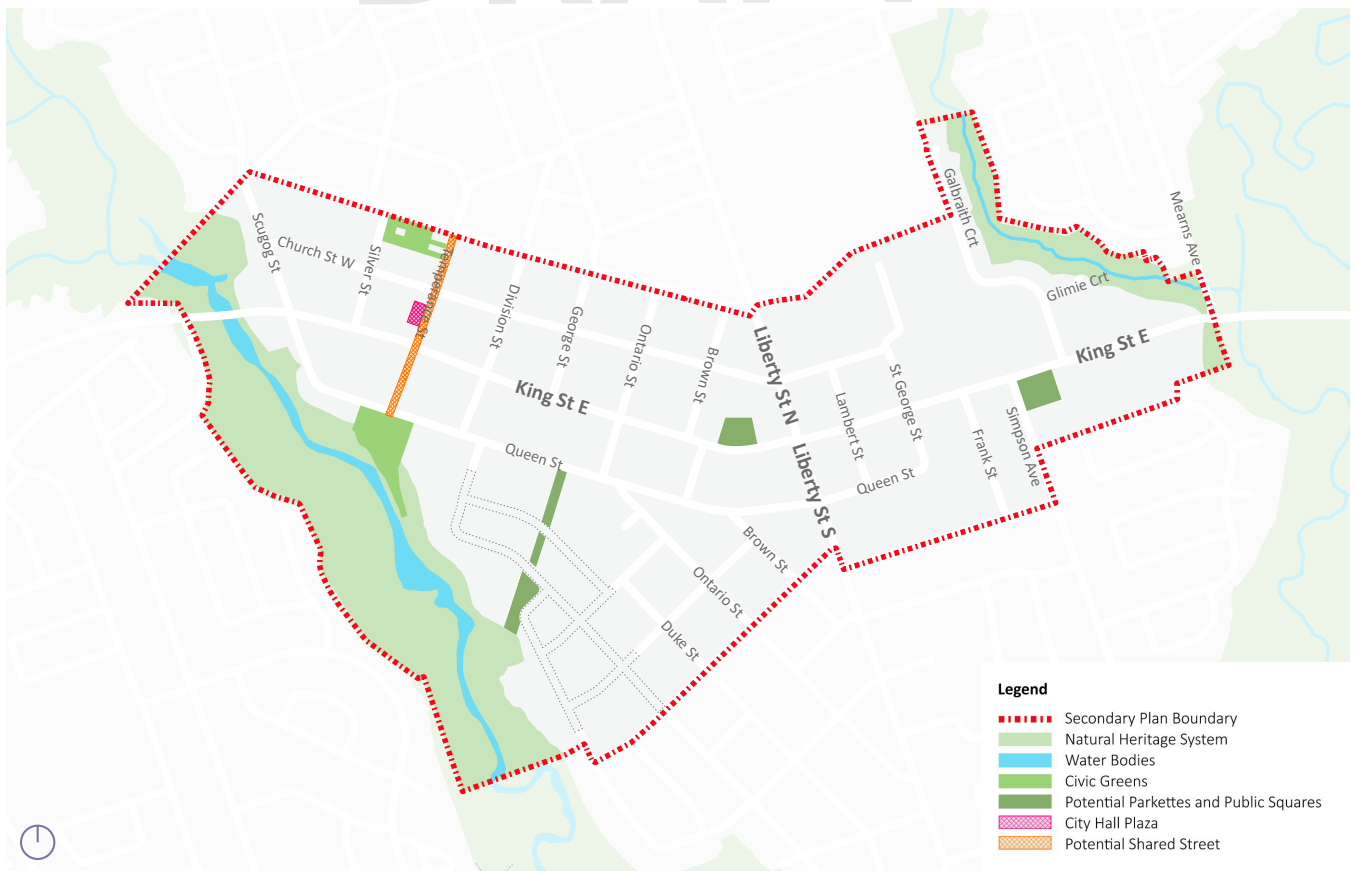 Galbraith Crt
Mearns Ave
Scugog St
Church St W
Silver St
Temperance St
Division St
George St
Ontario St
Brown St
Glimie Crt
King St E
King St E
Liberty St N
Lambert St
St George St
Frank St
Simpson Ave
Queen St
Queen St
Liberty St S
Brown St
Ontario St
Duke St
Legend
Secondary Plan Boundary
Natural Heritage System
Water Bodies
Civic Greens
Potential Parkettes and Public Squares
City Hall Plaza
Potential Shared Street